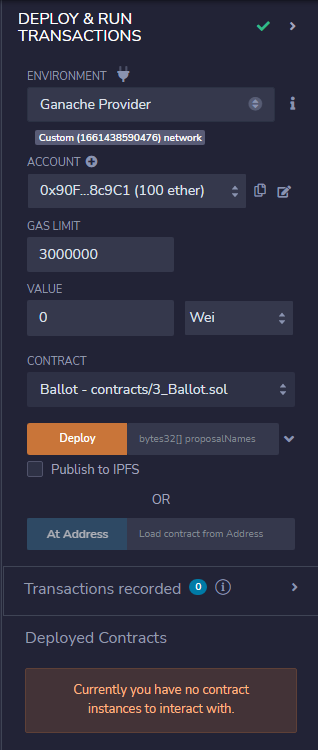 DEPLOY & RUN
TRANSACTIONS
ENVIRONMENT
Ganache Provider
Custom (1661438590476) network
ACCOUNT
0x90F...8c9C1 (100 ether)
GAS LIMIT
3000000
VALUE
0 Wei
CONTRACT
Ballot - contracts/3_Ballot.sol
Deploy bytes32[] proposalNames
Publish to IPFS
OR
At Address Load contract from Address
Transactions recorded 0 i
Deployed Contracts
Currently you have no contract
instances to interact with.